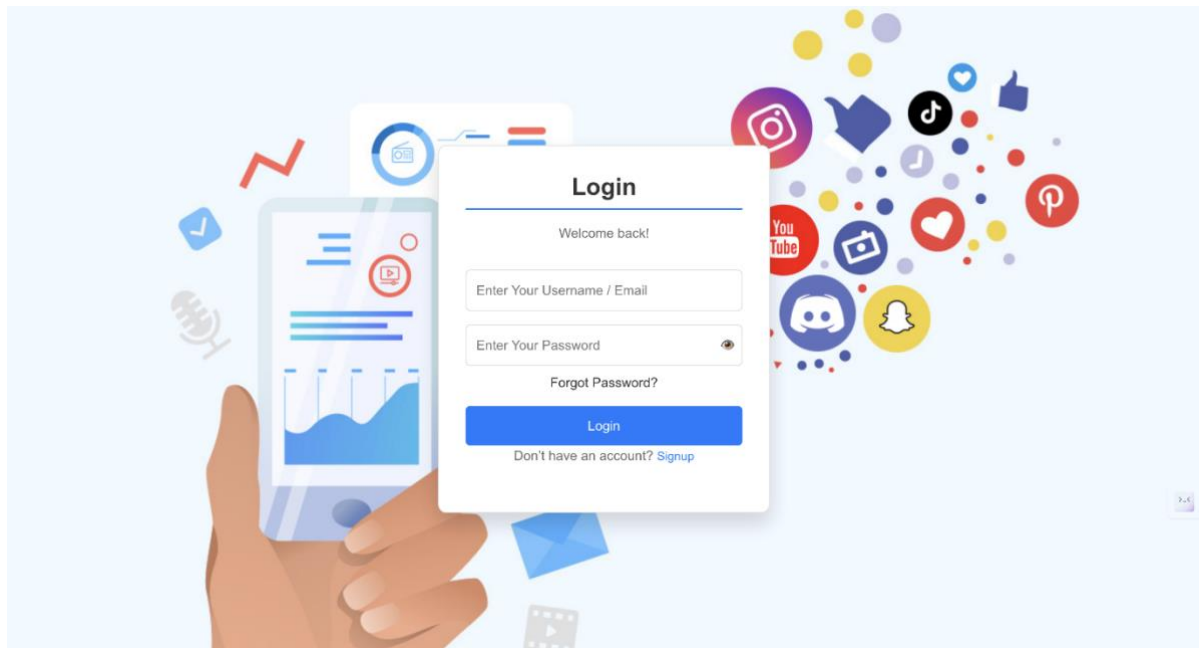 Login
Welcome back!
Enter Your Username / Email
Enter Your Password
Forgot Password?
Login
Don't have an account? Signup
You
Tube